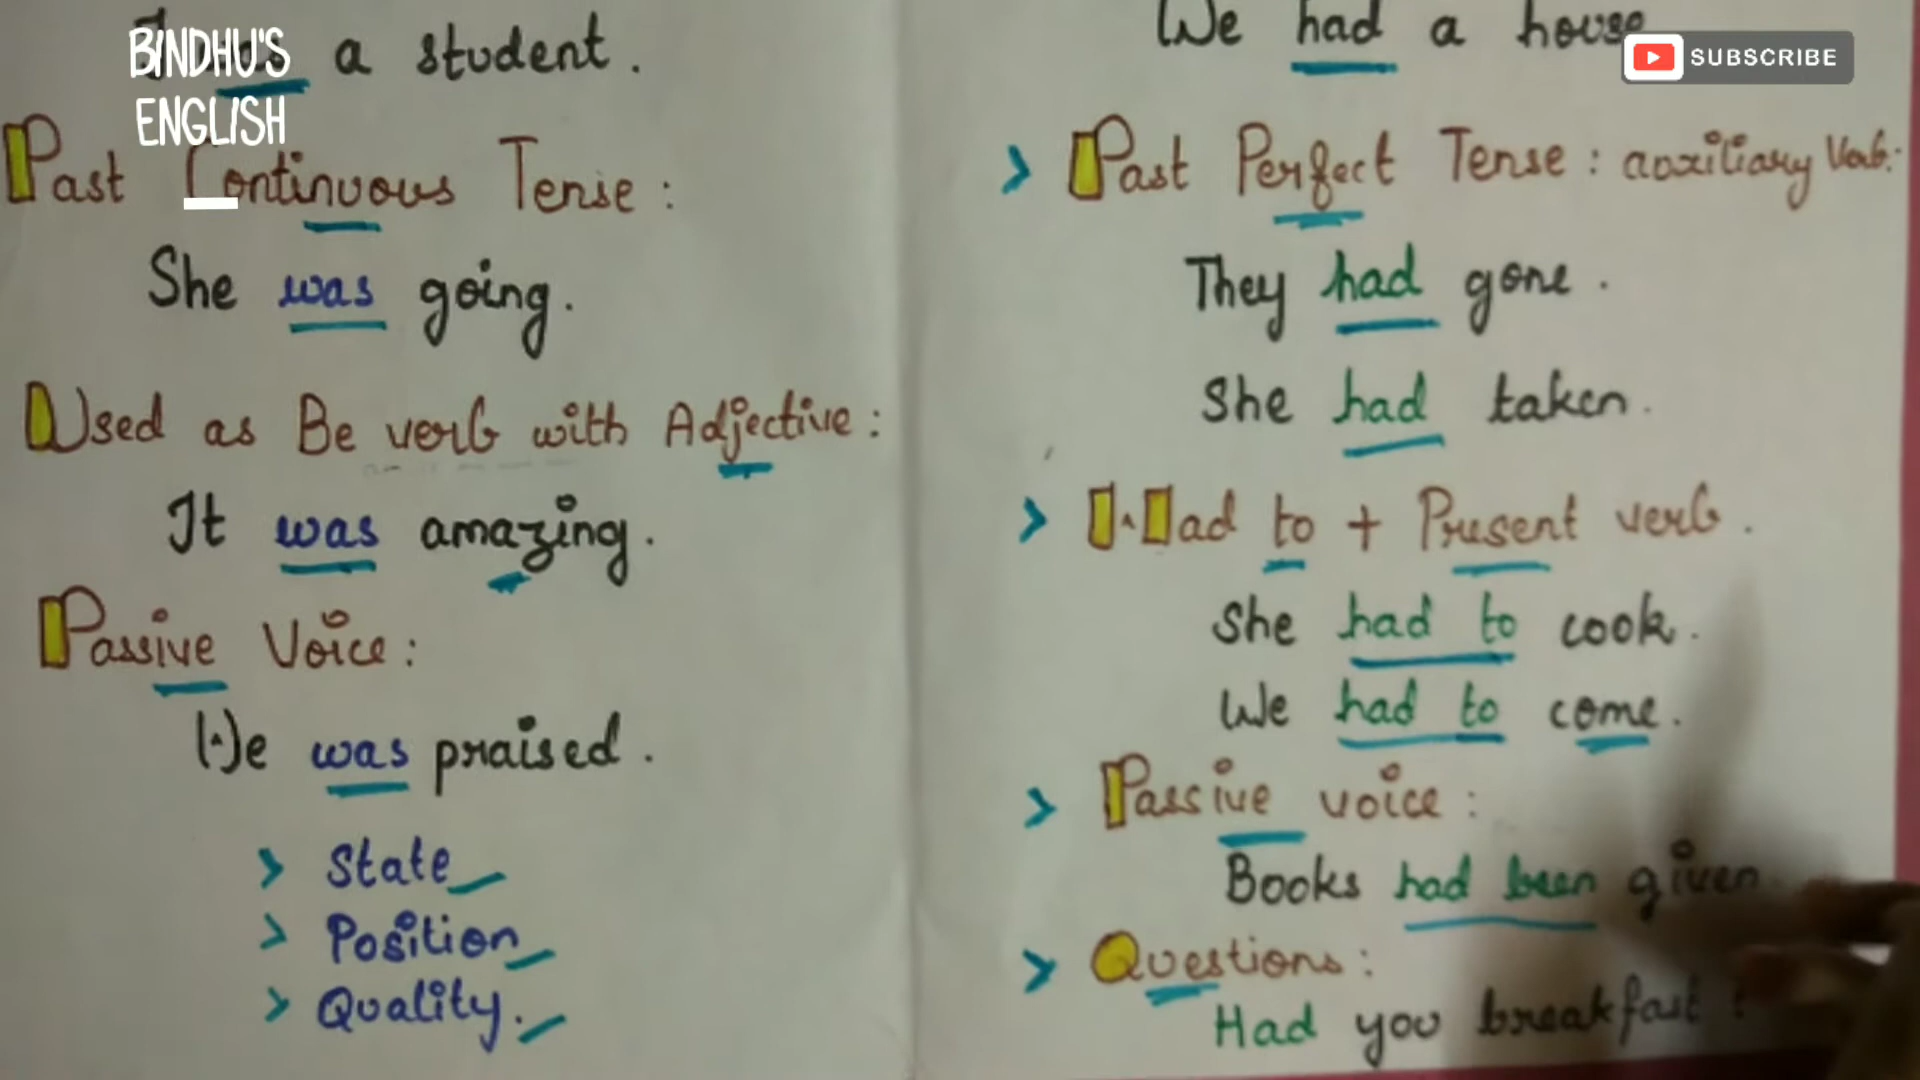 I was a student.
BINDHU'S
ENGLISH
Past Continuous Tense :
She was going.
Used as Be verb with Adjective :
It was amazing.
Passive Voice :
He was praised.
> State
> Position
> Quality.
We had a house
SUBSCRIBE
> Past Perfect Tense : auxiliary Verb:-
They had gone.
She had taken.
> Had to + Present verb.
She had to cook.
We had to come.
> Passive voice :
Books had been given
> Questions :
Had you breakfast ?